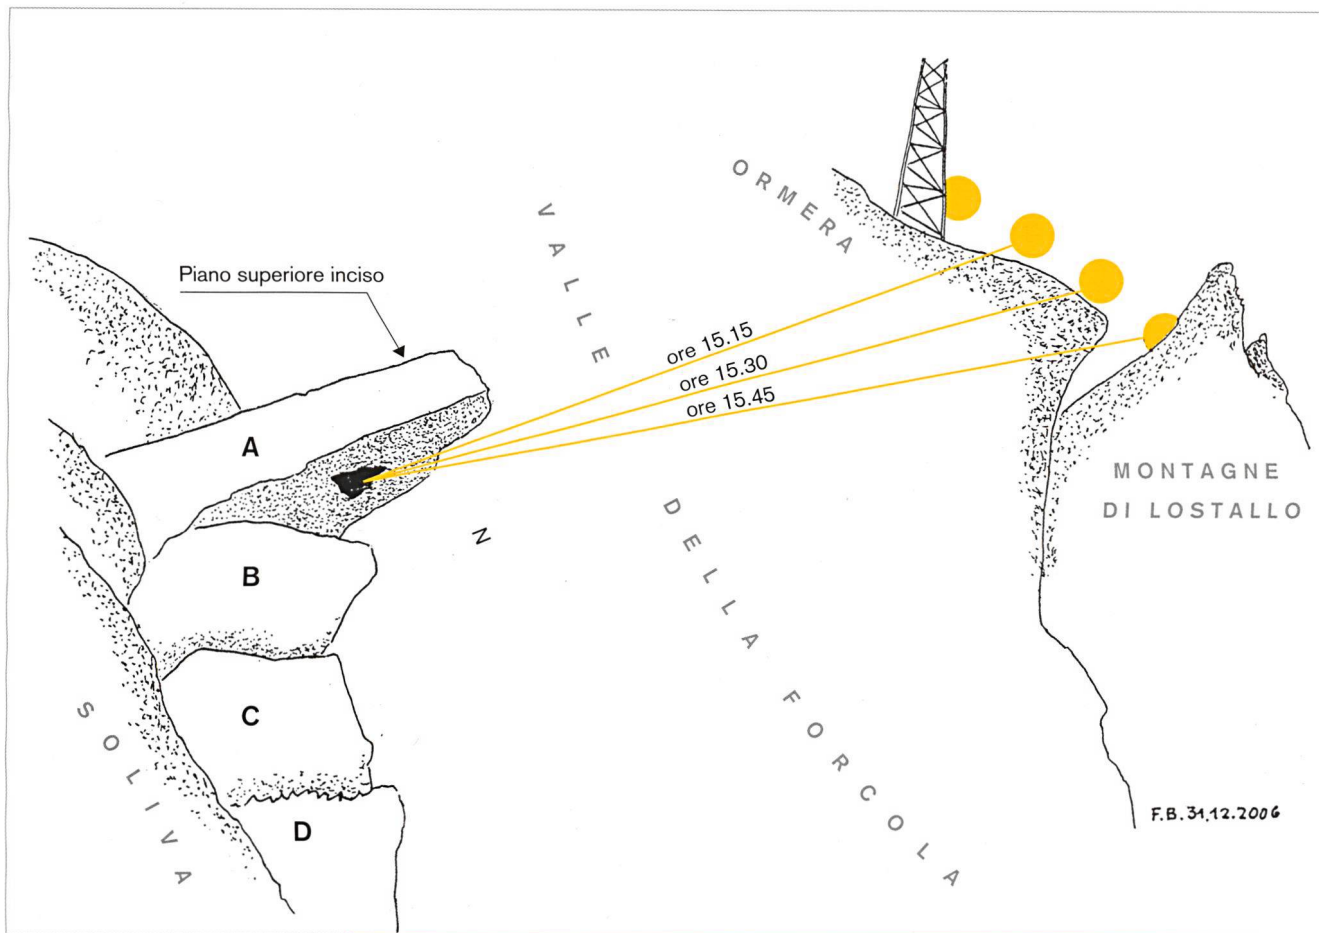 ORMERA
VALLE
Piano superiore inciso
ore 15.15
ore 15.30
ore 15.45
A
MONTAGNE
DI LOSTALLO
N
DELLA FORCOLA
B
SOLIVA
C
D
F.B. 31.12.2006